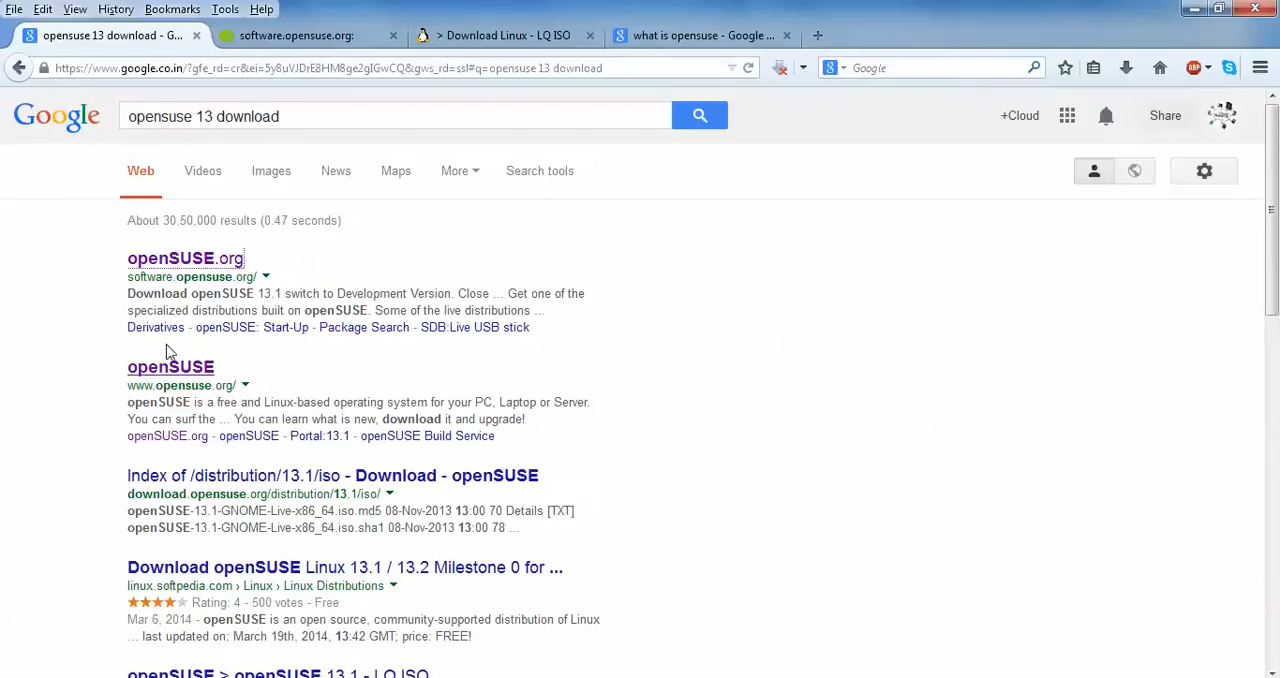 File Edit View History Bookmarks Tools Help
opensuse 13 download - G... software.opensuse.org: > Download Linux - LQ ISO what is opensuse - Google ...
https://www.google.co.in/?gfe_rd=cr&ei=5y8uVJDrE8HM8ge2gIGwCQ&gws_rd=ssl#q=opensuse 13 download Google ABP
Google opensuse 13 download +Cloud Share
Web Videos Images News Maps More Search tools
About 30,50,000 results (0.47 seconds)
openSUSE.org
software.opensuse.org/
Download openSUSE 13.1 switch to Development Version. Close ... Get one of the
specialized distributions built on openSUSE. Some of the live distributions ...
Derivatives - openSUSE: Start-Up - Package Search - SDB:Live USB stick
openSUSE
www.opensuse.org/
openSUSE is a free and Linux-based operating system for your PC, Laptop or Server.
You can surf the ... You can learn what is new, download it and upgrade!
openSUSE.org - openSUSE - Portal:13.1 - openSUSE Build Service
Index of /distribution/13.1/iso - Download - openSUSE
download.opensuse.org/distribution/13.1/iso/
openSUSE-13.1-GNOME-Live-x86_64.iso.md5 08-Nov-2013 13:00 70 Details [TXT]
openSUSE-13.1-GNOME-Live-x86_64.iso.sha1 08-Nov-2013 13:00 78 ...
Download openSUSE Linux 13.1 / 13.2 Milestone 0 for ...
linux.softpedia.com › Linux › Linux Distributions
Rating: 4 - 500 votes - Free
Mar 6, 2014 - openSUSE is an open source, community-supported distribution of Linux
... last updated on: March 19th, 2014, 13:42 GMT; price: FREE!
openSUSE > openSUSE 13.1 - LQ ISO